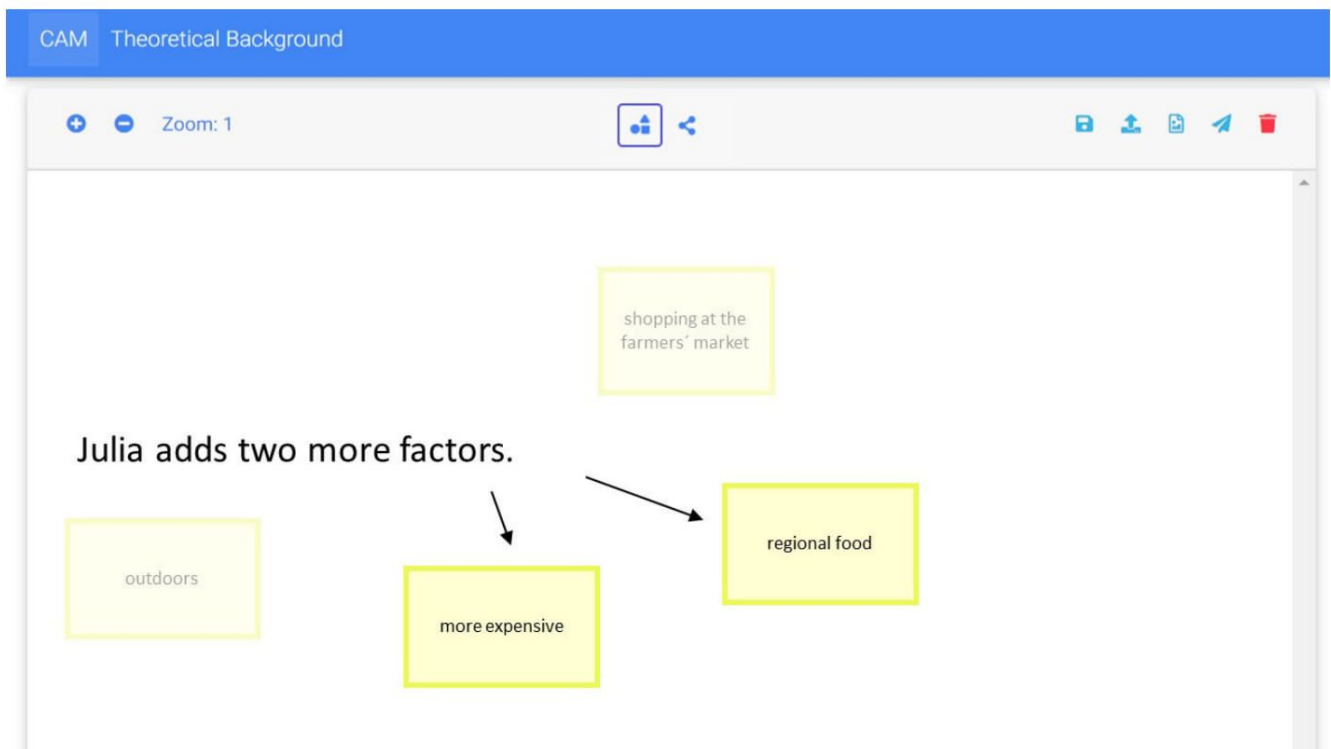 CAM Theoretical Background
Zoom: 1
shopping at the
farmers´ market
Julia adds two more factors.
regional food
outdoors
more expensive